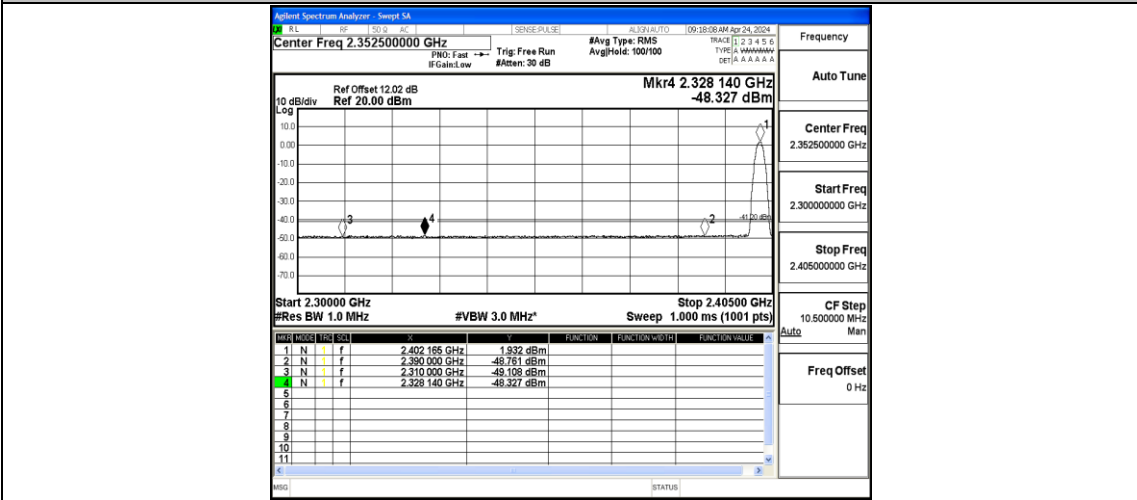 Agilent Spectrum Analyzer - Swept SA
RL RF 50 Ω AC SENSE:PULSE ALIGN AUTO 09:18:08 AM Apr 24, 2024
Center Freq 2.352500000 GHz #Avg Type: RMS TRACE 1 2 3 4 5 6
PNO: Fast Trig: Free Run Avg|Hold: 100/100 TYPE A WWWWW
IFGain:Low #Atten: 30 dB DET A A A A A A
Frequency
Auto Tune
Mkr4 2.328 140 GHz
-48.327 dBm
Ref Offset 12.02 dB
10 dB/div Ref 20.00 dBm
Log
10.0
0.00
-10.0
-20.0
-30.0
-40.0
-50.0
-60.0
-70.0
1
2
3
4
-41.20 dBm
Center Freq
2.352500000 GHz
Start Freq
2.300000000 GHz
Stop Freq
2.405000000 GHz
Start 2.30000 GHz Stop 2.40500 GHz
#Res BW 1.0 MHz #VBW 3.0 MHz* Sweep 1.000 ms (1001 pts)
CF Step
10.500000 MHz
Auto Man
Freq Offset
0 Hz
MKR MODE TRC SCL X Y FUNCTION FUNCTION WIDTH FUNCTION VALUE
1 N 1 f 2.402 165 GHz 1.932 dBm
2 N 1 f 2.390 000 GHz -48.761 dBm
3 N 1 f 2.310 000 GHz -49.108 dBm
4 N 1 f 2.328 140 GHz -48.327 dBm
5
6
7
8
9
10
11
MSG STATUS